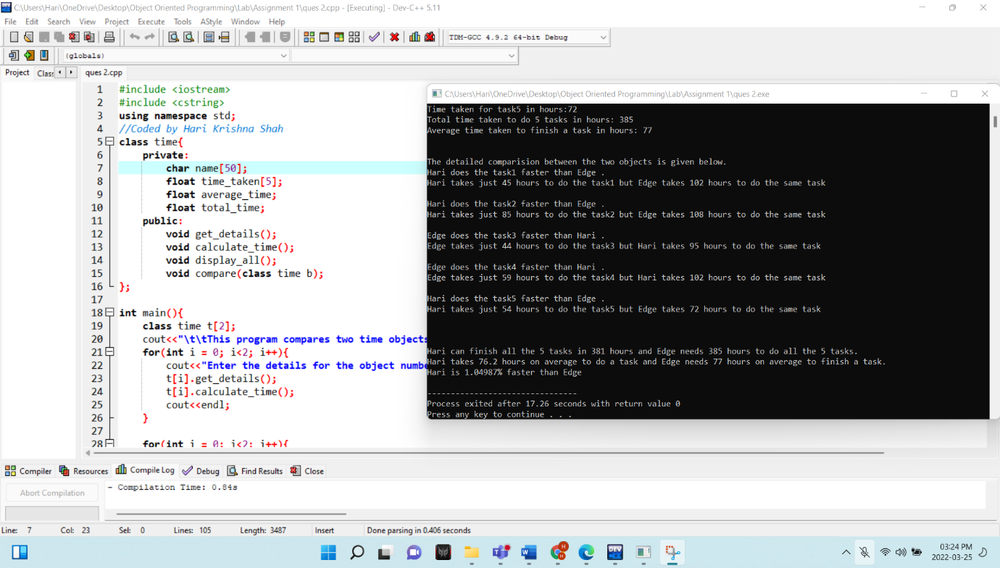 C:\Users\Hari\OneDrive\Desktop\Object Oriented Programming\Lab\Assignment 1\ques 2.cpp - [Executing] - Dev-C++ 5.11
File Edit Search View Project Execute Tools AStyle Window Help
TDM-GCC 4.9.2 64-bit Debug
(globals)
Project Clas ques 2.cpp
1 #include <iostream>
2 #include <cstring>
3 using namespace std;
4 //Coded by Hari Krishna Shah
5 class time{
6 private:
7 char name[50];
8 float time_taken[5];
9 float average_time;
10 float total_time;
11 public:
12 void get_details();
13 void calculate_time();
14 void display_all();
15 void compare(class time b);
16 };
17
18 int main(){
19 class time t[2];
20 cout<<"\t\tThis program compares two time objects
21 for(int i = 0; i<2; i++){
22 cout<<"Enter the details for the object numbe
23 t[i].get_details();
24 t[i].calculate_time();
25 cout<<endl;
26 }
27
28 for(int i = 0; i<2; i++){
C:\Users\Hari\OneDrive\Desktop\Object Oriented Programming\Lab\Assignment 1\ques 2.exe
Time taken for task5 in hours:72
Total time taken to do 5 tasks in hours: 385
Average time taken to finish a task in hours: 77
The detailed comparision between the two objects is given below.
Hari does the task1 faster than Edge .
Hari takes just 45 hours to do the task1 but Edge takes 102 hours to do the same task
Hari does the task2 faster than Edge .
Hari takes just 85 hours to do the task2 but Edge takes 108 hours to do the same task
Edge does the task3 faster than Hari .
Edge takes just 44 hours to do the task3 but Hari takes 95 hours to do the same task
Edge does the task4 faster than Hari .
Edge takes just 59 hours to do the task4 but Hari takes 102 hours to do the same task
Hari does the task5 faster than Edge .
Hari takes just 54 hours to do the task5 but Edge takes 72 hours to do the same task
Hari can finish all the 5 tasks in 381 hours and Edge needs 385 hours to do all the 5 tasks.
Hari takes 76.2 hours on average to do a task and Edge needs 77 hours on average to finish a task.
Hari is 1.04987% faster than Edge
--------------------------------
Process exited after 17.26 seconds with return value 0
Press any key to continue . . .
Compiler Resources Compile Log Debug Find Results Close
Abort Compilation
- Compilation Time: 0.84s
Line: 7 Col: 23 Sel: 0 Lines: 105 Length: 3487 Insert Done parsing in 0.406 seconds
DEV
03:24 PM
2022-03-25